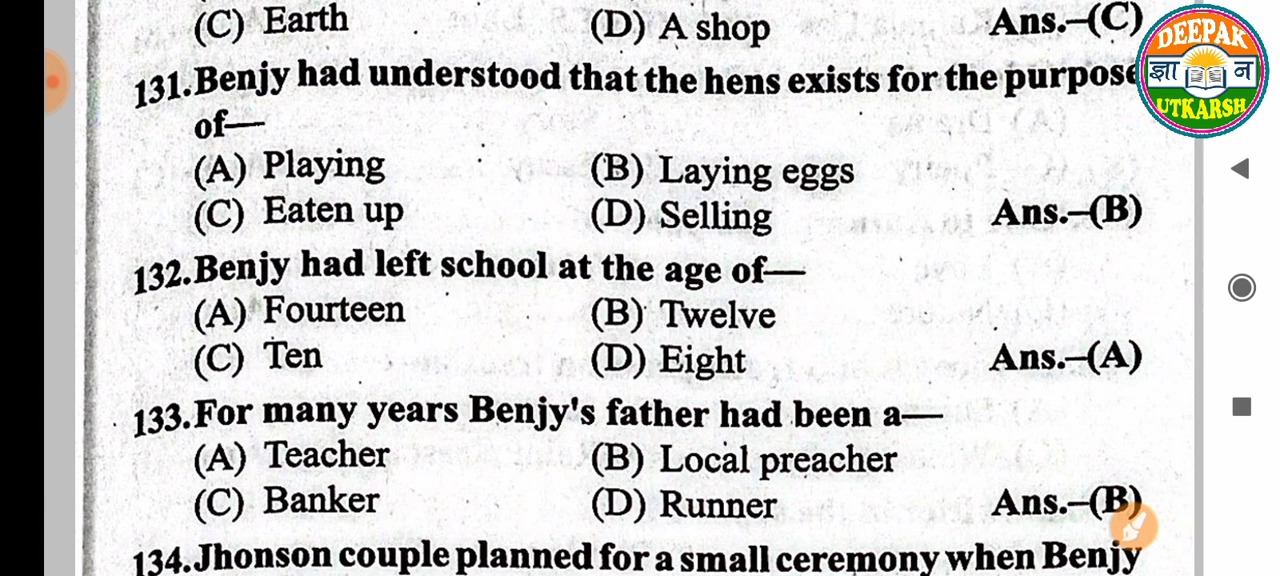 (C) Earth (D) A shop Ans.–(C)
DEEPAK
ज्ञा न
UTKARSH
131. Benjy had understood that the hens exists for the purpose
of—
(A) Playing (B) Laying eggs
(C) Eaten up (D) Selling Ans.–(B)
132. Benjy had left school at the age of—
(A) Fourteen (B) Twelve
(C) Ten (D) Eight Ans.–(A)
133. For many years Benjy's father had been a—
(A) Teacher (B) Local preacher
(C) Banker (D) Runner Ans.–(B)
134. Jhonson couple planned for a small ceremony when Benjy